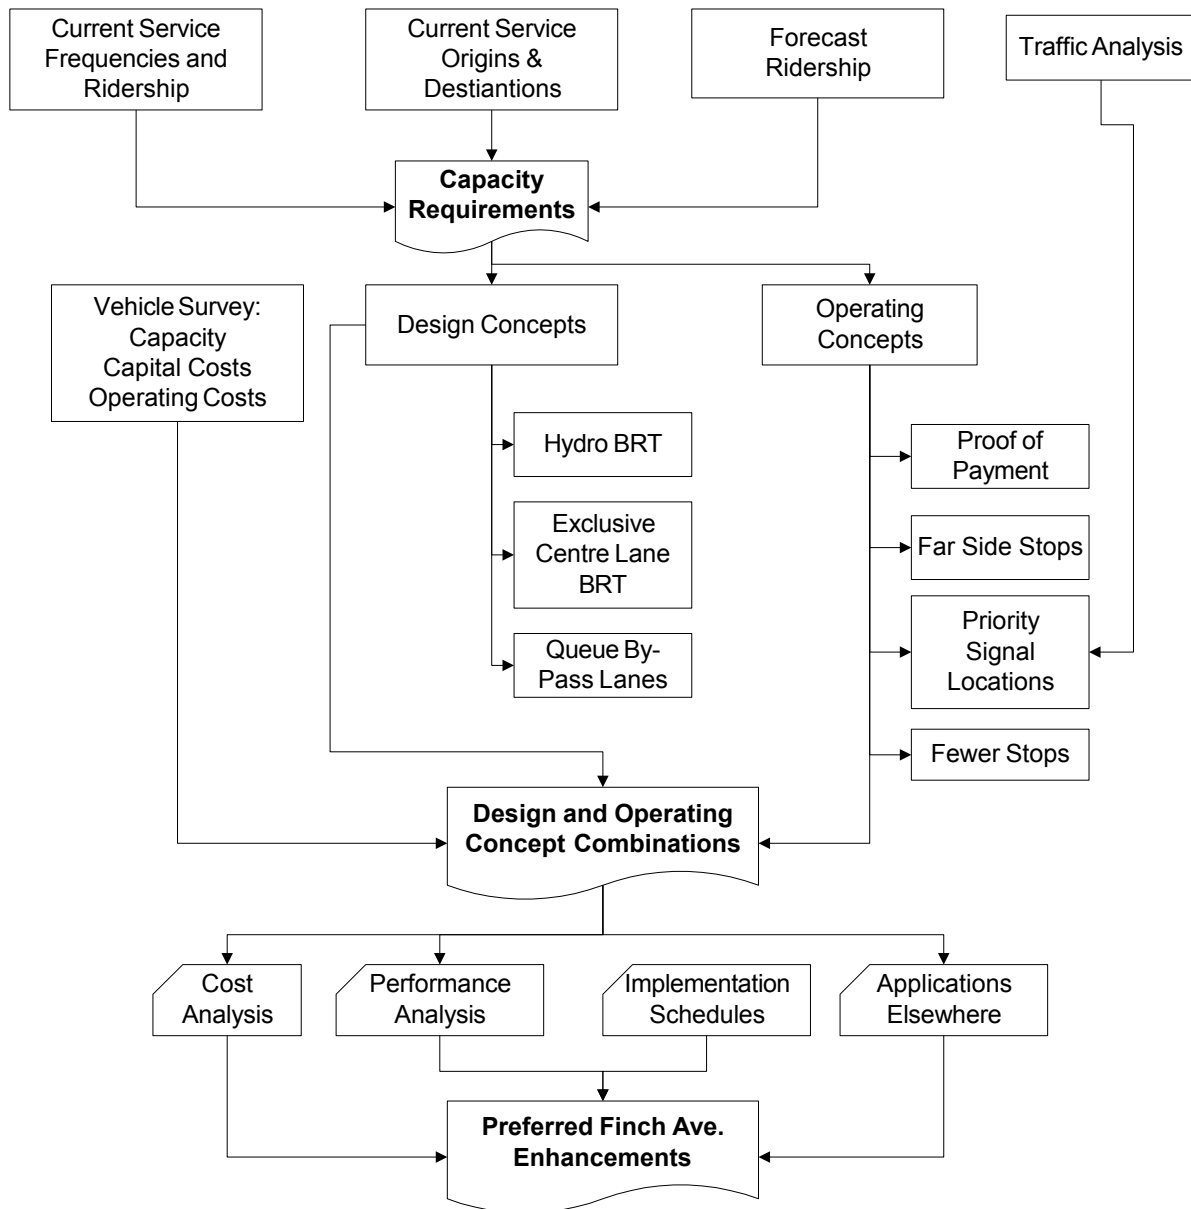 Current Service
Frequencies and
Ridership
Current Service
Origins &
Destiantions
Forecast
Ridership
Traffic Analysis
Capacity
Requirements
Vehicle Survey:
Capacity
Capital Costs
Operating Costs
Design Concepts
Operating
Concepts
Hydro BRT
Exclusive
Centre Lane
BRT
Queue By-
Pass Lanes
Proof of
Payment
Far Side Stops
Priority
Signal
Locations
Fewer Stops
Design and Operating
Concept Combinations
Cost
Analysis
Performance
Analysis
Implementation
Schedules
Applications
Elsewhere
Preferred Finch Ave.
Enhancements